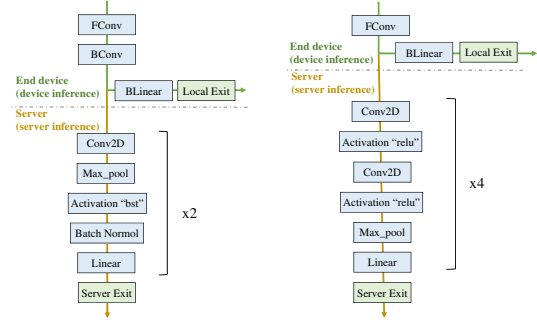 FConv
BConv
End device
(device inference)
BLinear
Local Exit
Server
(server inference)
Conv2D
Max_pool
Activation “bst”
Batch Normol
Linear
Server Exit
x2
FConv
End device
(device inference)
BLinear
Local Exit
Server
(server inference)
Conv2D
Activation “relu”
Conv2D
Activation “relu”
Max_pool
Linear
Server Exit
x4